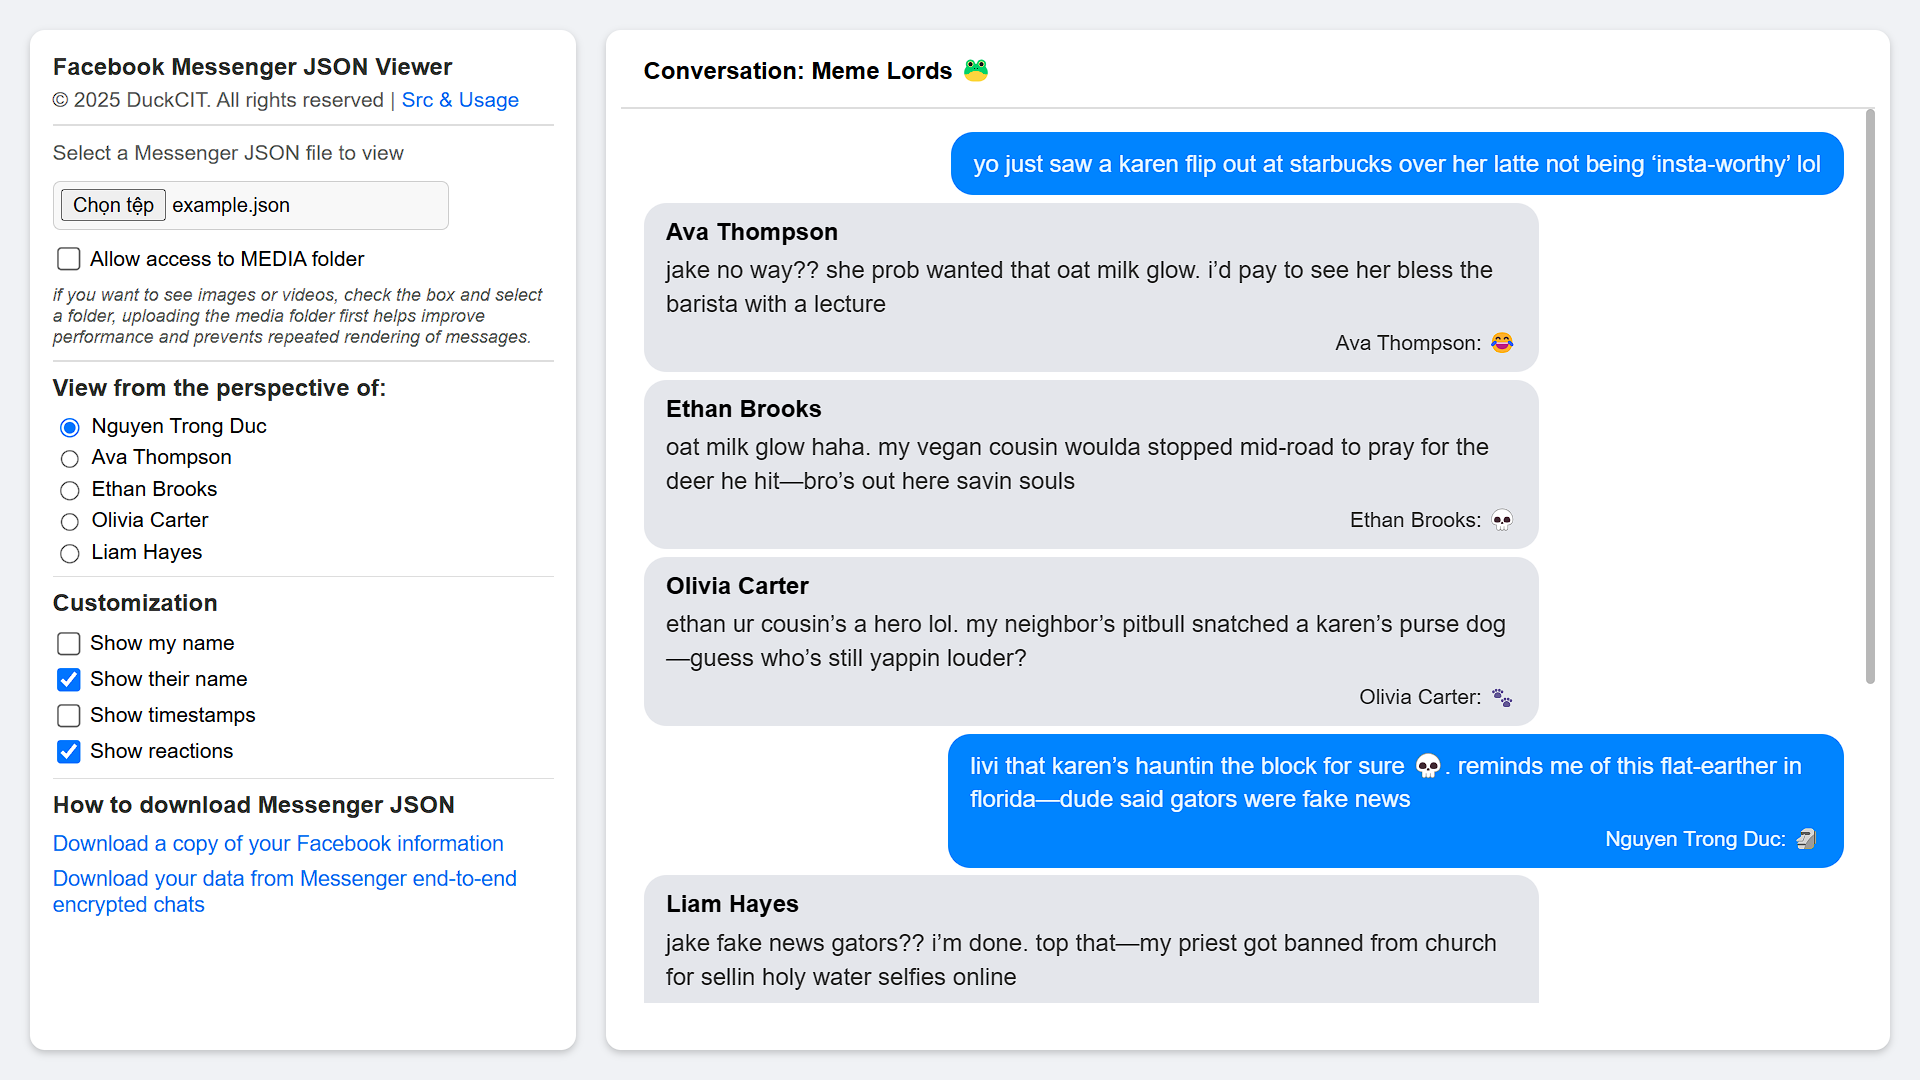 Facebook Messenger JSON Viewer
© 2025 DuckCIT. All rights reserved | Src & Usage
Select a Messenger JSON file to view
Chọn tệp example.json
Allow access to MEDIA folder
if you want to see images or videos, check the box and select
a folder, uploading the media folder first helps improve
performance and prevents repeated rendering of messages.
View from the perspective of:
Nguyen Trong Duc
Ava Thompson
Ethan Brooks
Olivia Carter
Liam Hayes
Customization
Show my name
Show their name
Show timestamps
Show reactions
How to download Messenger JSON
Download a copy of your Facebook information
Download your data from Messenger end-to-end
encrypted chats
Conversation: Meme Lords 🐸
yo just saw a karen flip out at starbucks over her latte not being ‘insta-worthy’ lol
Ava Thompson
jake no way?? she prob wanted that oat milk glow. i’d pay to see her bless the
barista with a lecture
Ava Thompson: 😂
Ethan Brooks
oat milk glow haha. my vegan cousin woulda stopped mid-road to pray for the
deer he hit—bro’s out here savin souls
Ethan Brooks: 💀
Olivia Carter
ethan ur cousin’s a hero lol. my neighbor’s pitbull snatched a karen’s purse dog
—guess who’s still yappin louder?
Olivia Carter: 🐾
livi that karen’s hauntin the block for sure 💀. reminds me of this flat-earther in
florida—dude said gators were fake news
Nguyen Trong Duc: 🗿
Liam Hayes
jake fake news gators?? i’m done. top that—my priest got banned from church
for sellin holy water selfies online